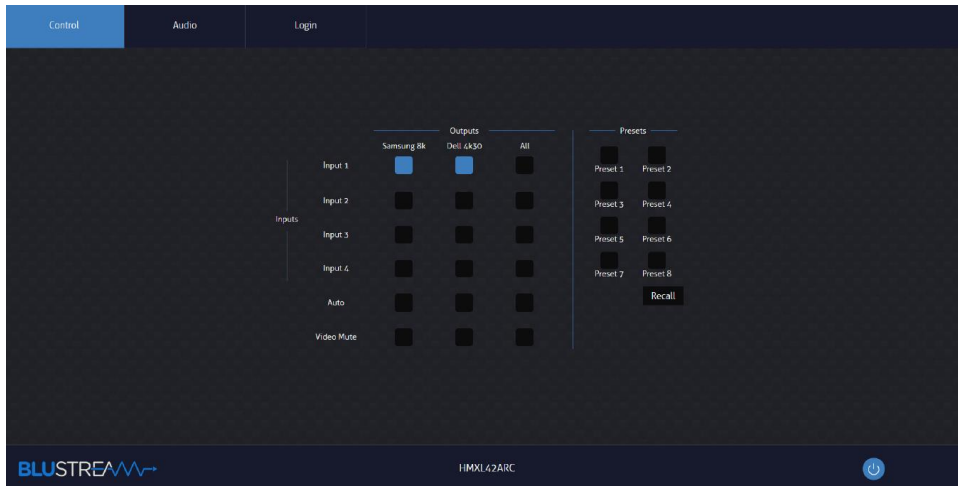 Control Audio Login
Outputs Presets
Samsung 8k Dell 4k30 All
Input 1
Preset 1 Preset 2
Input 2
Preset 3 Preset 4
Inputs
Input 3
Preset 5 Preset 6
Input 4
Preset 7 Preset 8
Recall
Auto
Video Mute
BLUSTREAM
HMXL42ARC